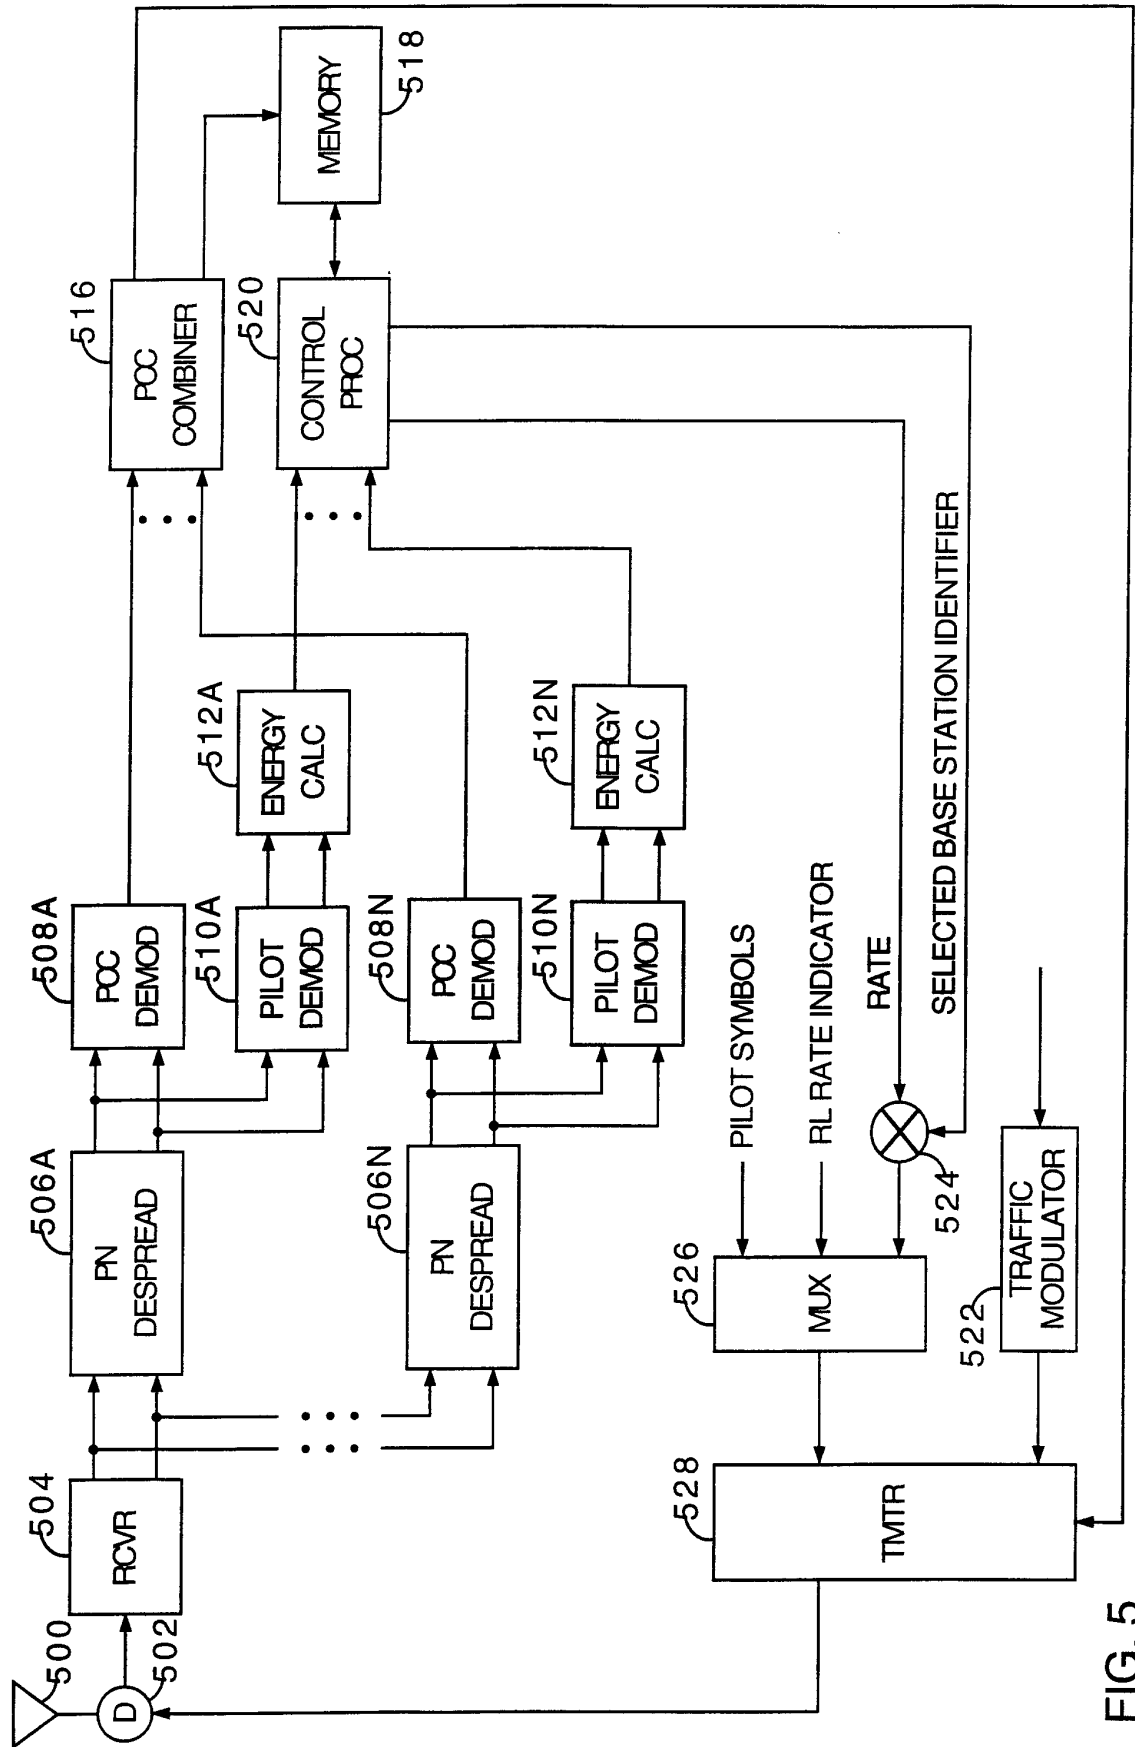 500
D
502
504
RCVR
506A
PN
DESPREAD
506N
PN
DESPREAD
508A
PCC
DEMOD
510A
PILOT
DEMOD
508N
PCC
DEMOD
510N
PILOT
DEMOD
512A
ENERGY
CALC
512N
ENERGY
CALC
516
PCC
COMBINER
520
CONTROL
PROC
MEMORY
518
PILOT SYMBOLS
RL RATE INDICATOR
RATE
SELECTED BASE STATION IDENTIFIER
524
526
MUX
522
TRAFFIC
MODULATOR
528
TMTR
FIG. 5